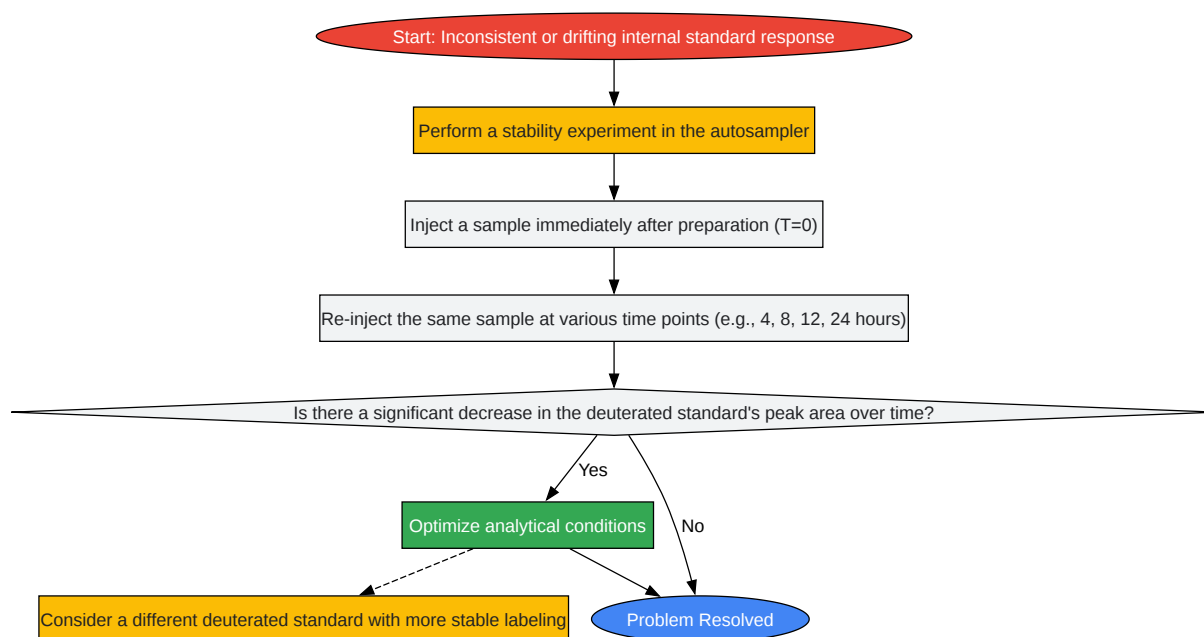 Start: Inconsistent or drifting internal standard response
Perform a stability experiment in the autosampler
Inject a sample immediately after preparation (T=0)
Re-inject the same sample at various time points (e.g., 4, 8, 12, 24 hours)
Is there a significant decrease in the deuterated standard's peak area over time?
Yes
Optimize analytical conditions
No
Consider a different deuterated standard with more stable labeling
Problem Resolved